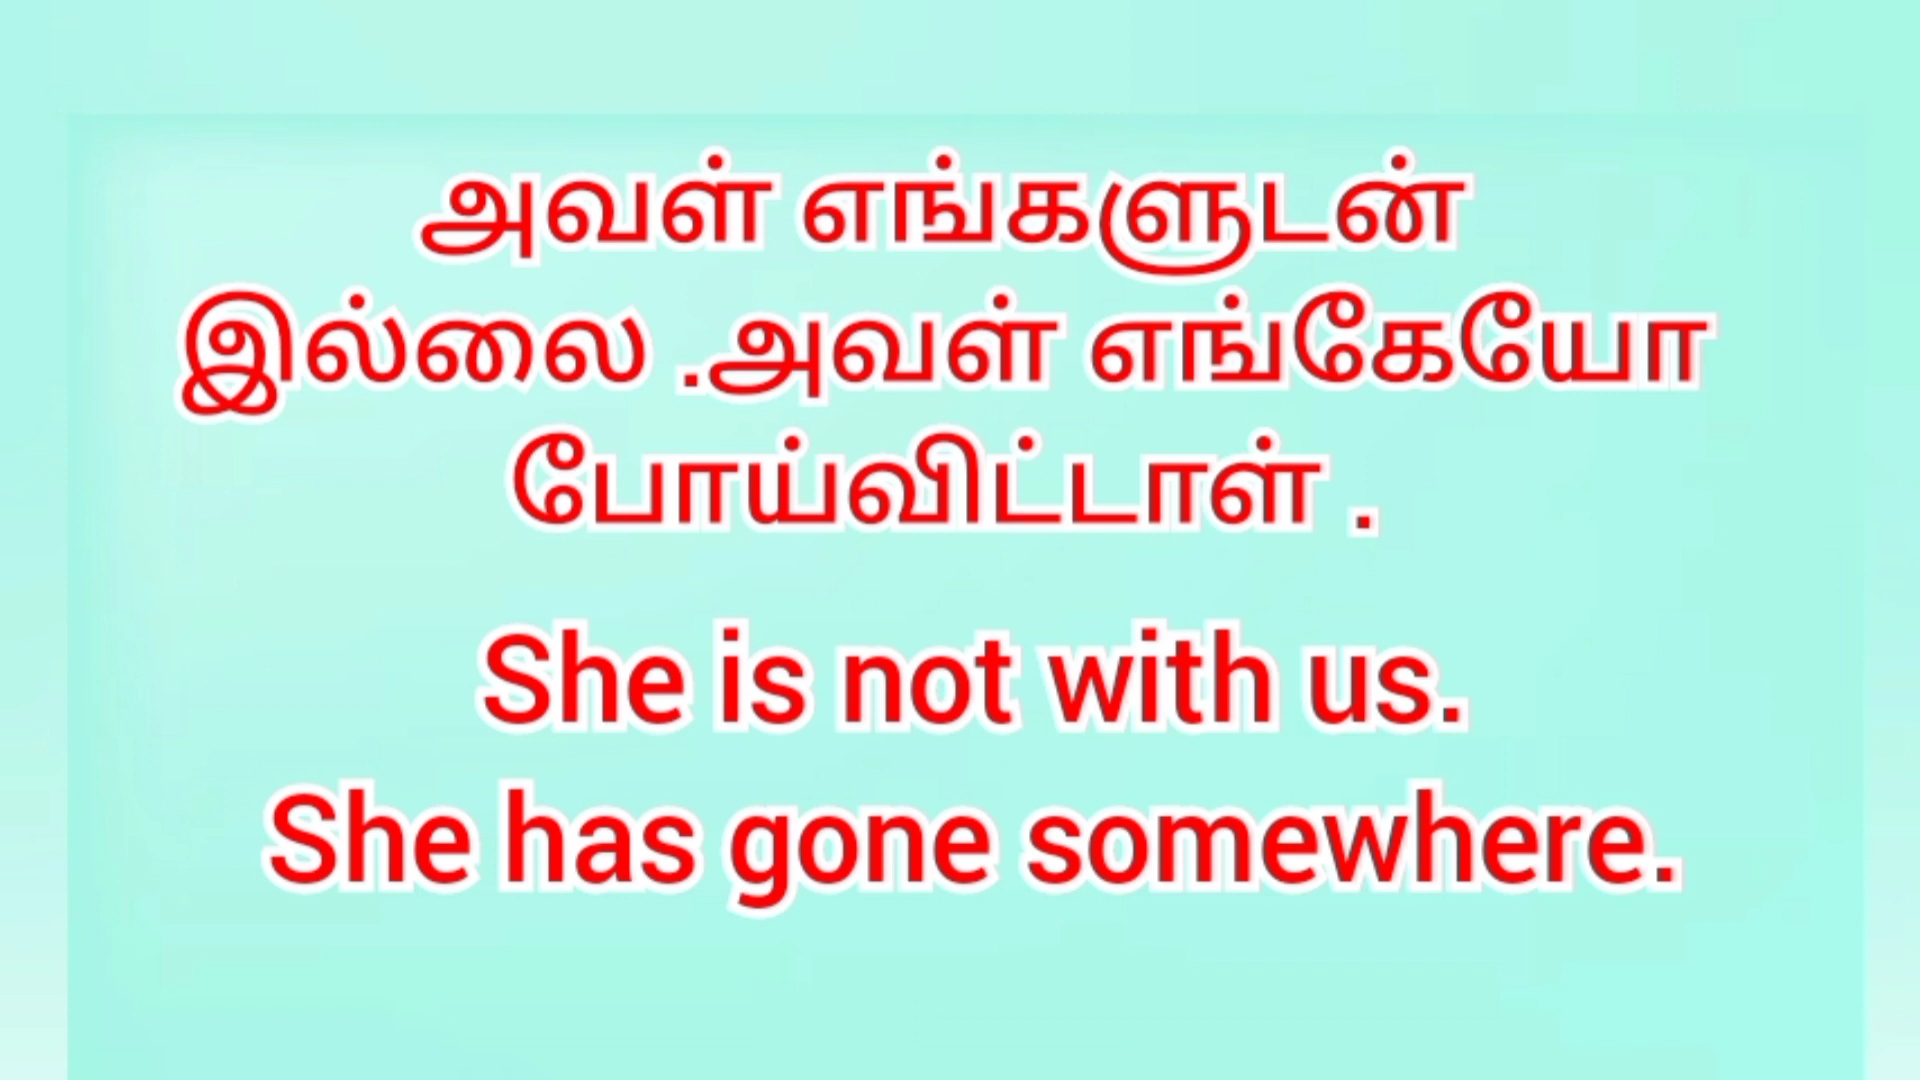 அவள் எங்களுடன்
இல்லை .அவள் எங்கேயோ
போய்விட்டாள் .
She is not with us.
She has gone somewhere.